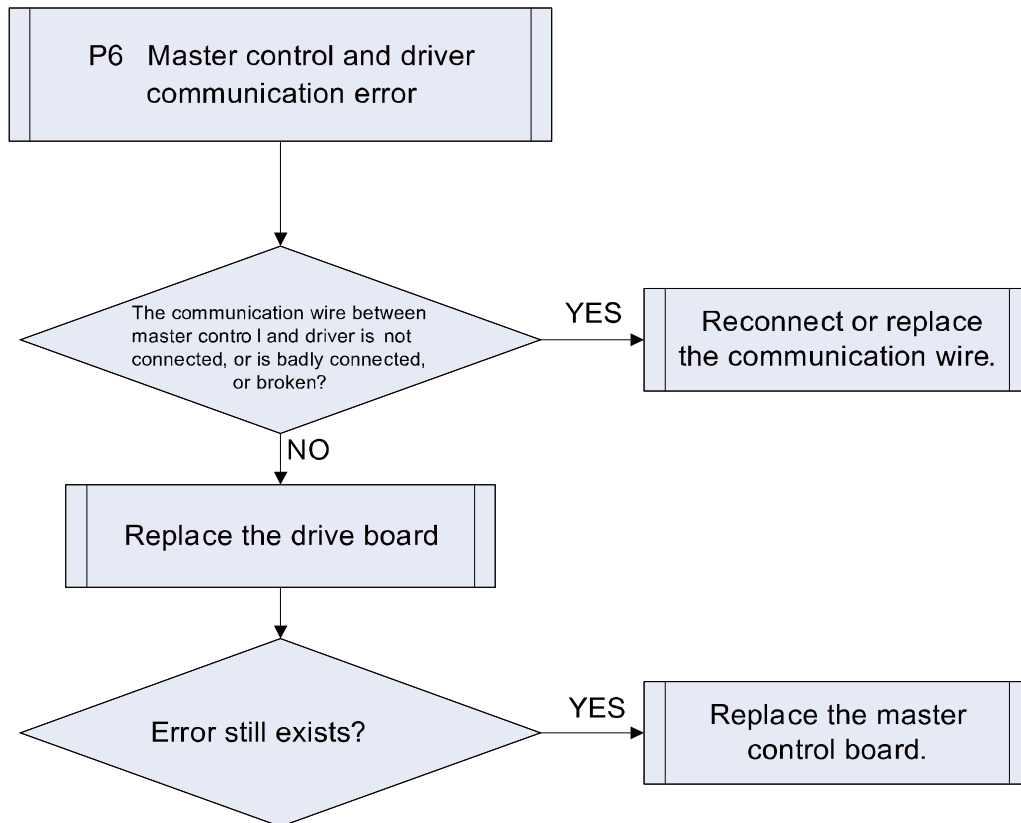 P6 Master control and driver
communication error
The communication wire between
master contro l and driver is not
connected, or is badly connected,
or broken?
YES
Reconnect or replace
the communication wire.
NO
Replace the drive board
Error still exists?
YES
Replace the master
control board.